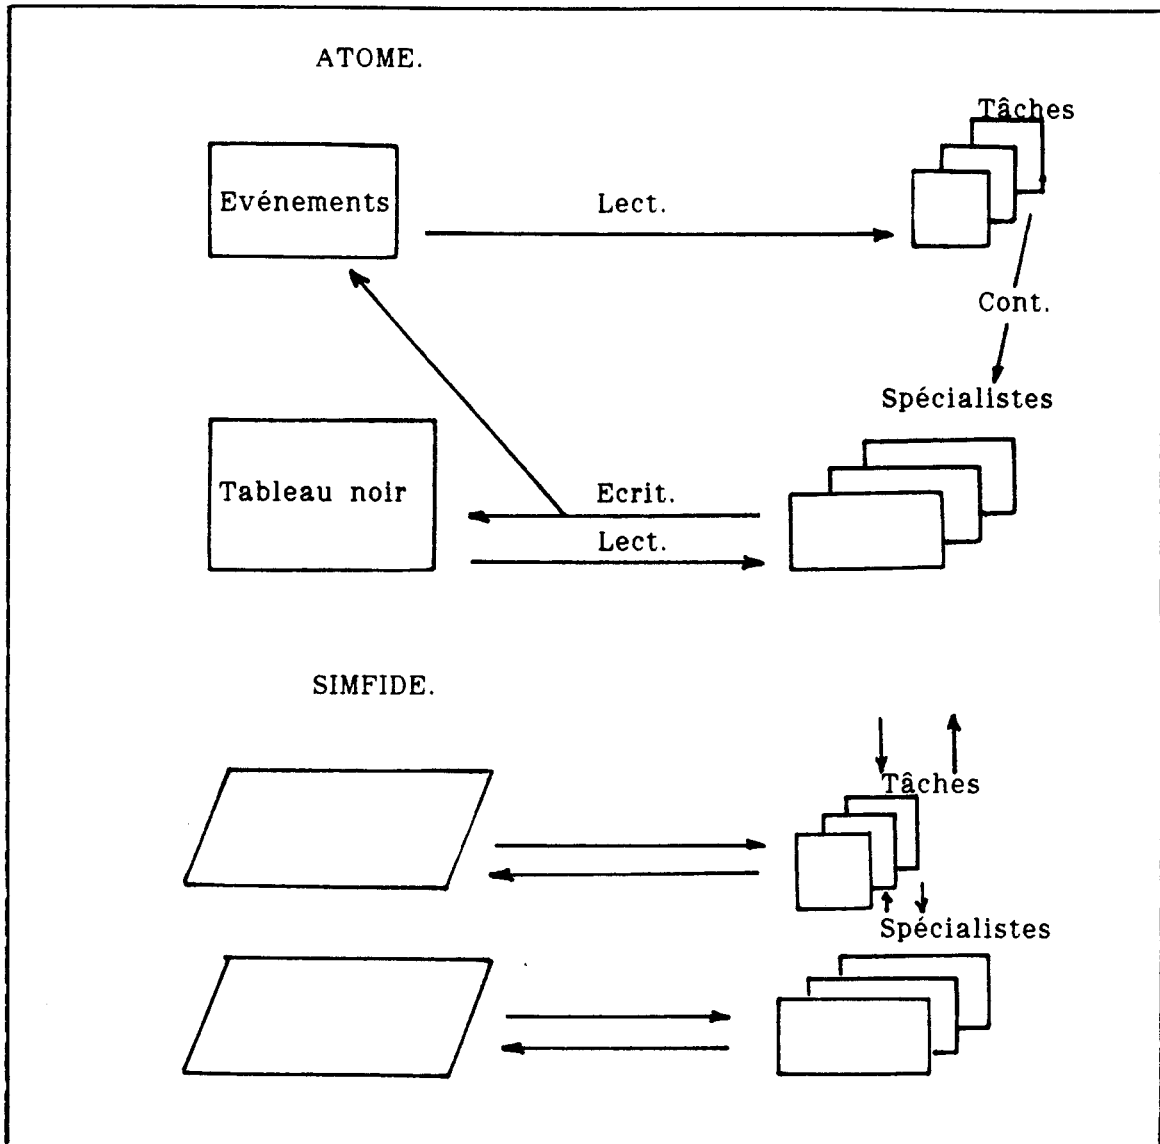 ATOME.
Tâches
Evénements
Lect.
Cont.
Spécialistes
Tableau noir
Ecrit.
Lect.
SIMFIDE.
Tâches
Spécialistes